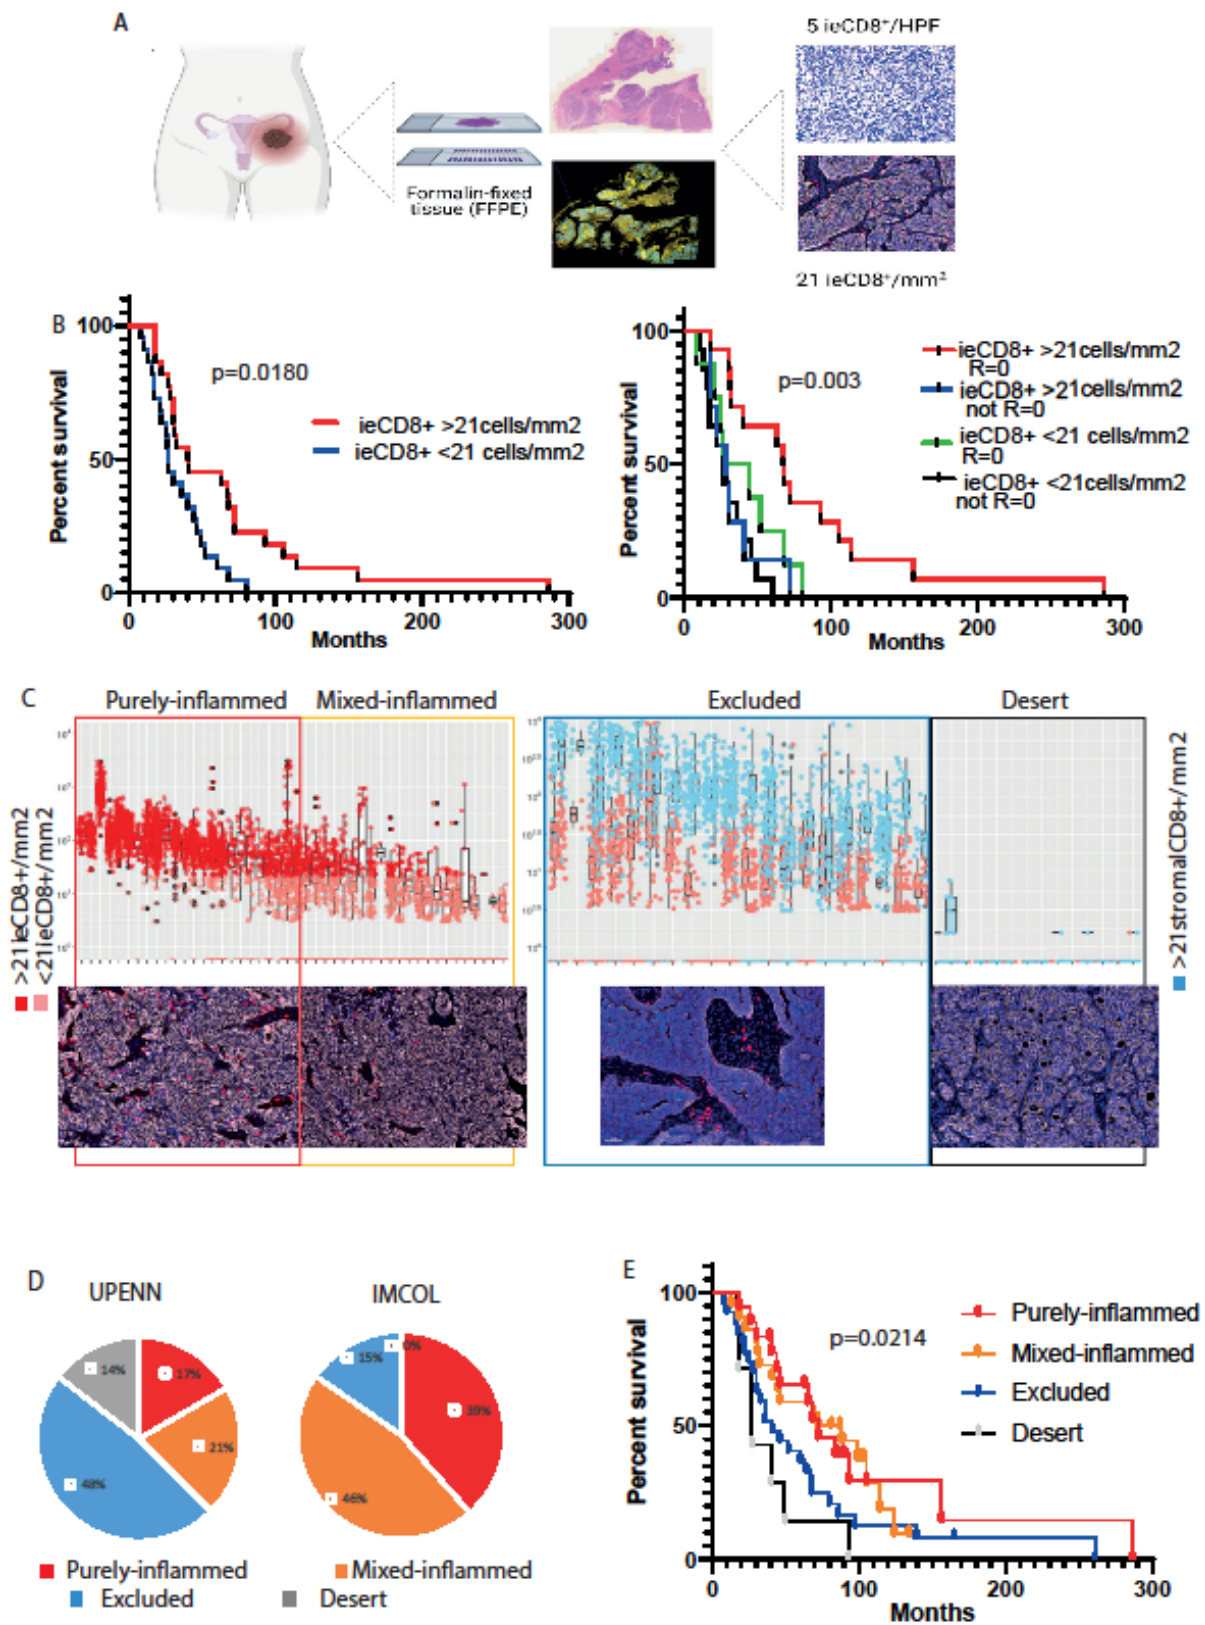 A
5 ieCD8+/HPF
Formalin-fixed
tissue (FFPE)
21 ieCD8+/mm²
B
100
50
0
Percent survival
p=0.0180
ieCD8+ >21cells/mm2
ieCD8+ <21 cells/mm2
0
100
200
300
Months
100
50
0
Percent survival
p=0.003
ieCD8+ >21cells/mm2
R=0
ieCD8+ >21cells/mm2
not R=0
ieCD8+ <21 cells/mm2
R=0
ieCD8+ <21cells/mm2
not R=0
0
100
200
300
Months
C
Purely-inflammed
Mixed-inflammed
Excluded
Desert
>21ieCD8+/mm2
<21ieCD8+/mm2
>21stromalCD8+/mm2
D
UPENN
IMCOL
14%
17%
21%
48%
15%
0%
39%
46%
Purely-inflammed
Mixed-inflammed
Excluded
Desert
E
100
50
0
Percent survival
p=0.0214
Purely-inflammed
Mixed-inflammed
Excluded
Desert
0
100
200
300
Months